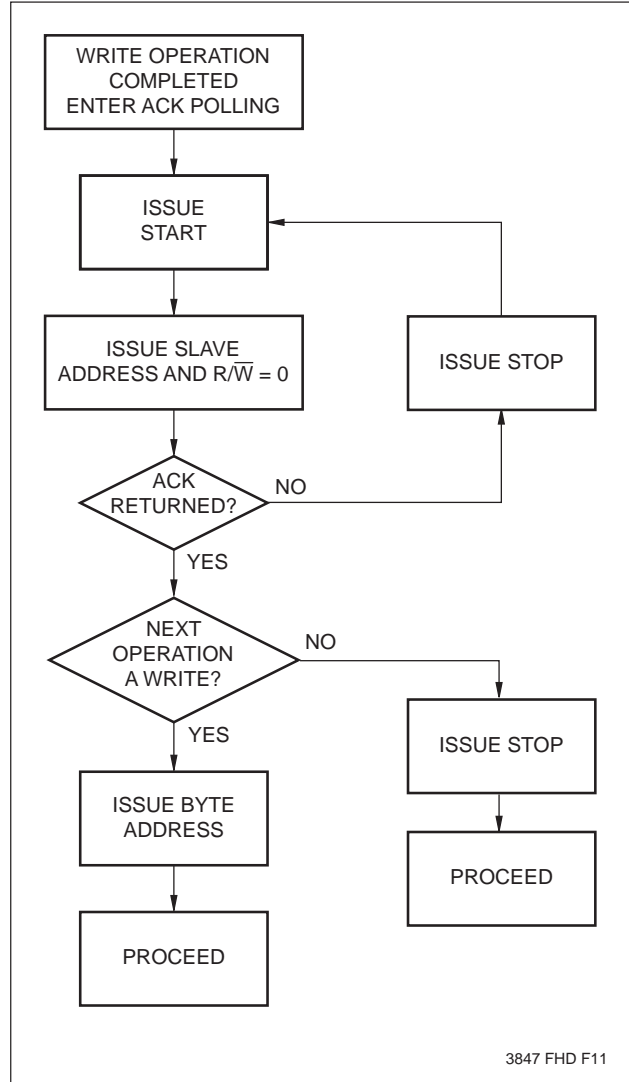 WRITE OPERATION
COMPLETED
ENTER ACK POLLING
ISSUE
START
ISSUE SLAVE
ADDRESS AND R/W̅ = 0
ISSUE STOP
ACK
RETURNED?
NO
YES
NEXT
OPERATION
A WRITE?
NO
YES
ISSUE STOP
ISSUE BYTE
ADDRESS
PROCEED
PROCEED
3847 FHD F11